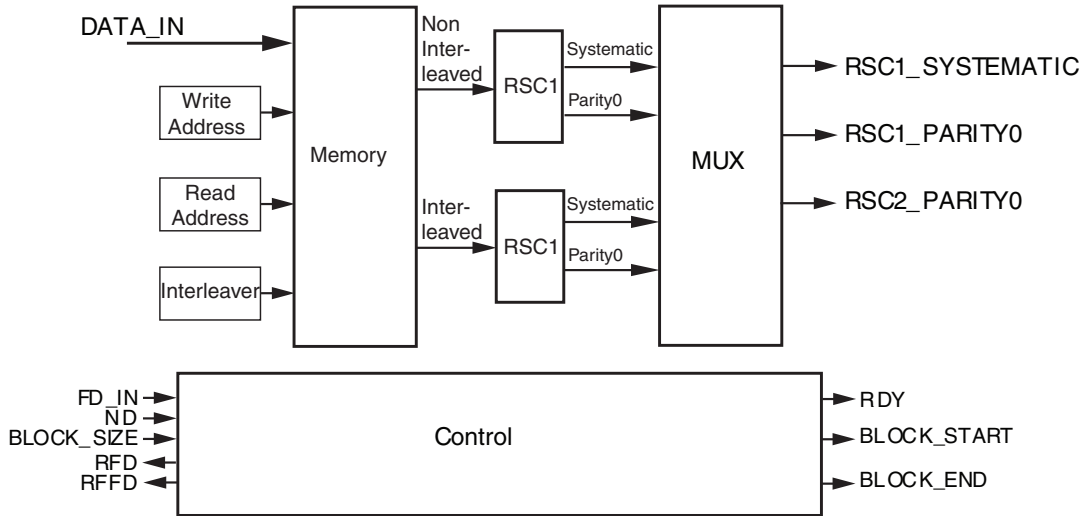 DATA_IN
Write
Address
Read
Address
Interleaver
Memory
Non
Inter-
leaved
Inter-
leaved
RSC1
Systematic
Parity0
RSC1
Systematic
Parity0
MUX
RSC1_SYSTEMATIC
RSC1_PARITY0
RSC2_PARITY0
FD_IN
ND
BLOCK_SIZE
RFD
RFFD
Control
RDY
BLOCK_START
BLOCK_END